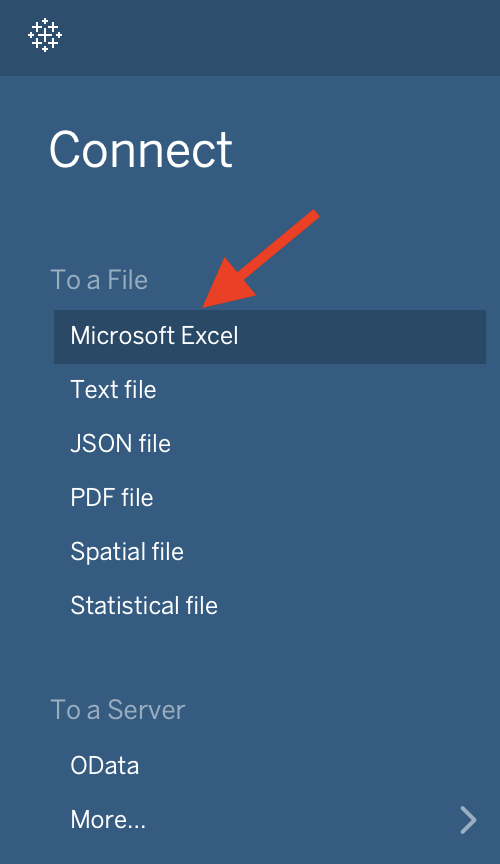 Connect
To a File
Microsoft Excel
Text file
JSON file
PDF file
Spatial file
Statistical file
To a Server
OData
More...